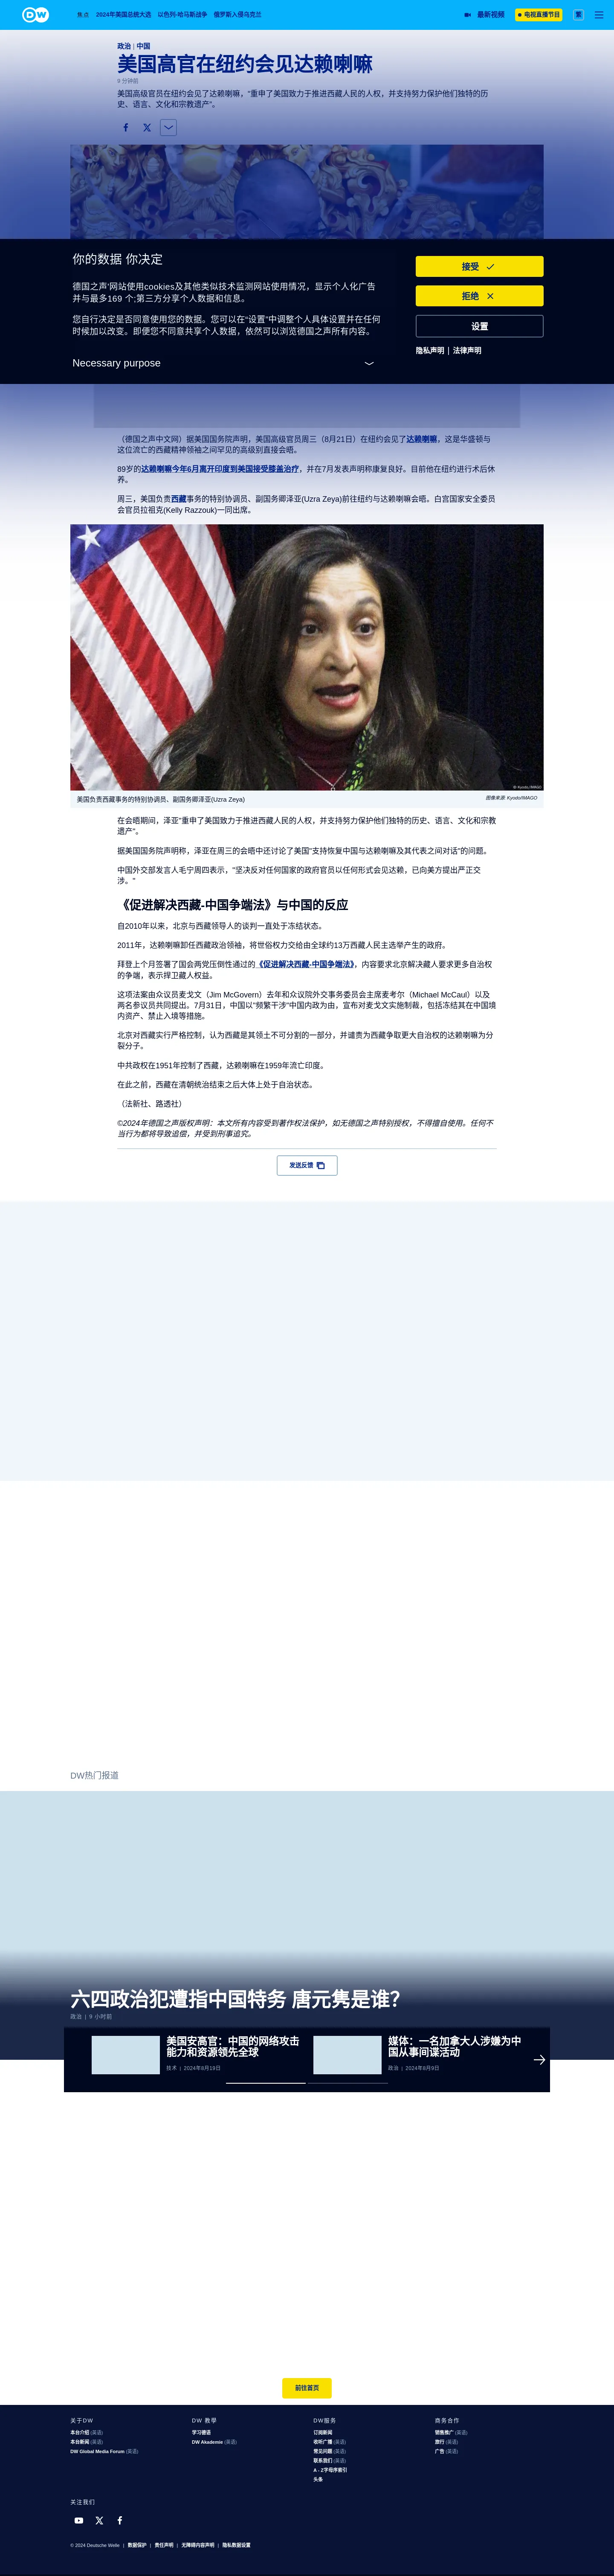 DW
焦点 2024年美国总统大选 以色列-哈马斯战争 俄罗斯入侵乌克兰 最新视频 电视直播节目 繁
政治 | 中国
美国高官在纽约会见达赖喇嘛
9 分钟前
美国高级官员在纽约会见了达赖喇嘛，“重申了美国致力于推进西藏人民的人权，并支持努力保护他们独特的历
史、语言、文化和宗教遗产”。
你的数据 你决定
德国之声'网站使用cookies及其他类似技术监测网站使用情况，显示个人化广告
并与最多169 个;第三方分享个人数据和信息。
您自行决定是否同意使用您的数据。您可以在“设置”中调整个人具体设置并在任何
时候加以改变。即便您不同意共享个人数据，依然可以浏览德国之声所有内容。
Necessary purpose
接受
拒绝
设置
隐私声明 | 法律声明
（德国之声中文网）据美国国务院声明，美国高级官员周三（8月21日）在纽约会见了达赖喇嘛，这是华盛顿与
这位流亡的西藏精神领袖之间罕见的高级别直接会晤。
89岁的达赖喇嘛今年6月离开印度到美国接受膝盖治疗，并在7月发表声明称康复良好。目前他在纽约进行术后休
养。
周三，美国负责西藏事务的特别协调员、副国务卿泽亚(Uzra Zeya)前往纽约与达赖喇嘛会晤。白宫国家安全委员
会官员拉祖克(Kelly Razzouk)一同出席。
© Kyodo/IMAGO
美国负责西藏事务的特别协调员、副国务卿泽亚(Uzra Zeya)
图像来源: Kyodo/IMAGO
在会晤期间，泽亚"重申了美国致力于推进西藏人民的人权，并支持努力保护他们独特的历史、语言、文化和宗教
遗产"。
据美国国务院声明称，泽亚在周三的会晤中还讨论了美国"支持恢复中国与达赖喇嘛及其代表之间对话"的问题。
中国外交部发言人毛宁周四表示，"坚决反对任何国家的政府官员以任何形式会见达赖，已向美方提出严正交
涉。"
《促进解决西藏-中国争端法》与中国的反应
自2010年以来，北京与西藏领导人的谈判一直处于冻结状态。
2011年，达赖喇嘛卸任西藏政治领袖，将世俗权力交给由全球约13万西藏人民主选举产生的政府。
拜登上个月签署了国会两党压倒性通过的《促进解决西藏-中国争端法》，内容要求北京解决藏人要求更多自治权
的争端，表示捍卫藏人权益。
这项法案由众议员麦戈文（Jim McGovern）去年和众议院外交事务委员会主席麦考尔（Michael McCaul）以及
两名参议员共同提出。7月31日，中国以"频繁干涉"中国内政为由，宣布对麦戈文实施制裁，包括冻结其在中国境
内资产、禁止入境等措施。
北京对西藏实行严格控制，认为西藏是其领土不可分割的一部分，并谴责为西藏争取更大自治权的达赖喇嘛为分
裂分子。
中共政权在1951年控制了西藏，达赖喇嘛在1959年流亡印度。
在此之前，西藏在清朝统治结束之后大体上处于自治状态。
（法新社、路透社）
©2024年德国之声版权声明：本文所有内容受到著作权法保护，如无德国之声特别授权，不得擅自使用。任何不
当行为都将导致追偿，并受到刑事追究。
发送反馈
DW热门报道
六四政治犯遭指中国特务 唐元隽是谁？
政治 | 9 小时前
美国安高官：中国的网络攻击
能力和资源领先全球
技术 | 2024年8月19日
媒体：一名加拿大人涉嫌为中
国从事间谍活动
政治 | 2024年8月9日
前往首页
关于DW
本台介绍 (英语)
本台新闻 (英语)
DW Global Media Forum (英语)
DW 教學
学习德语
DW Akademie (英语)
DW服务
订阅新闻
收听广播 (英语)
常见问题 (英语)
联系我们 (英语)
A - Z字母序索引
头条
商务合作
销售推广 (英语)
旅行 (英语)
广告 (英语)
关注我们
© 2024 Deutsche Welle | 数据保护 | 责任声明 | 无障碍内容声明 | 隐私数据设置